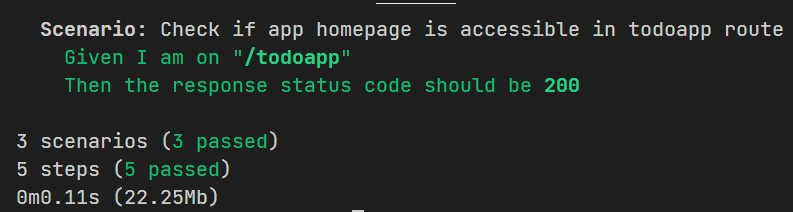 Scenario: Check if app homepage is accessible in todoapp route
Given I am on "/todoapp"
Then the response status code should be 200
3 scenarios (3 passed)
5 steps (5 passed)
0m0.11s (22.25Mb)